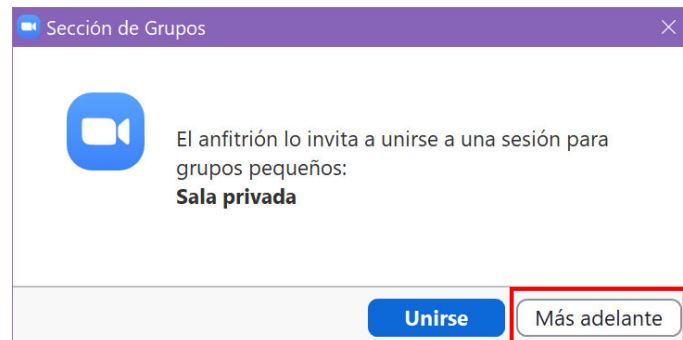 Sección de Grupos
El anfitrión lo invita a unirse a una sesión para
grupos pequeños:
Sala privada
Unirse
Más adelante